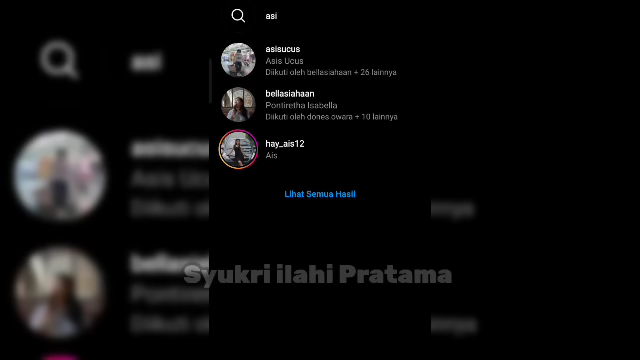 asi
asisucus
Asis Ucus
Diikuti oleh bellasiahaan + 26 lainnya
bellasiahaan
Pontiretha Isabella
Diikuti oleh dones.owara + 10 lainnya
hay_ais12
Ais
Lihat Semua Hasil
Syukri ilahi Pratama